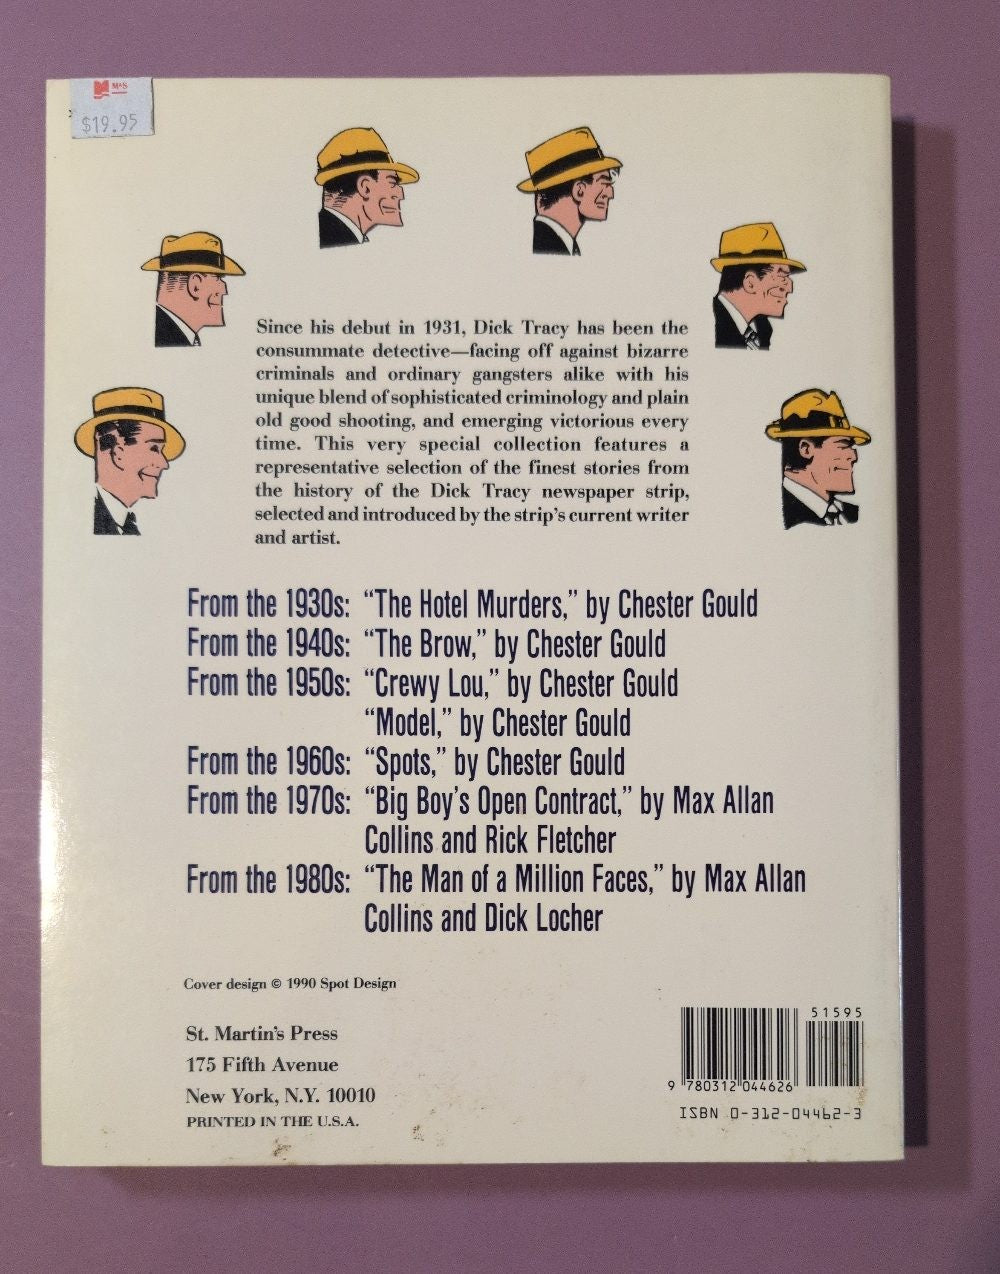 M&S
$19.95
Since his debut in 1931, Dick Tracy has been the
consummate detective—facing off against bizarre
criminals and ordinary gangsters alike with his
unique blend of sophisticated criminology and plain
old good shooting, and emerging victorious every
time. This very special collection features a
representative selection of the finest stories from
the history of the Dick Tracy newspaper strip,
selected and introduced by the strip's current writer
and artist.
From the 1930s: “The Hotel Murders,” by Chester Gould
From the 1940s: “The Brow,” by Chester Gould
From the 1950s: “Crewy Lou,” by Chester Gould
“Model,” by Chester Gould
From the 1960s: “Spots,” by Chester Gould
From the 1970s: “Big Boy's Open Contract,” by Max Allan
Collins and Rick Fletcher
From the 1980s: “The Man of a Million Faces,” by Max Allan
Collins and Dick Locher
Cover design © 1990 Spot Design
St. Martin's Press
175 Fifth Avenue
New York, N.Y. 10010
PRINTED IN THE U.S.A.
51595
9 780312 044626
ISBN 0-312-04462-3